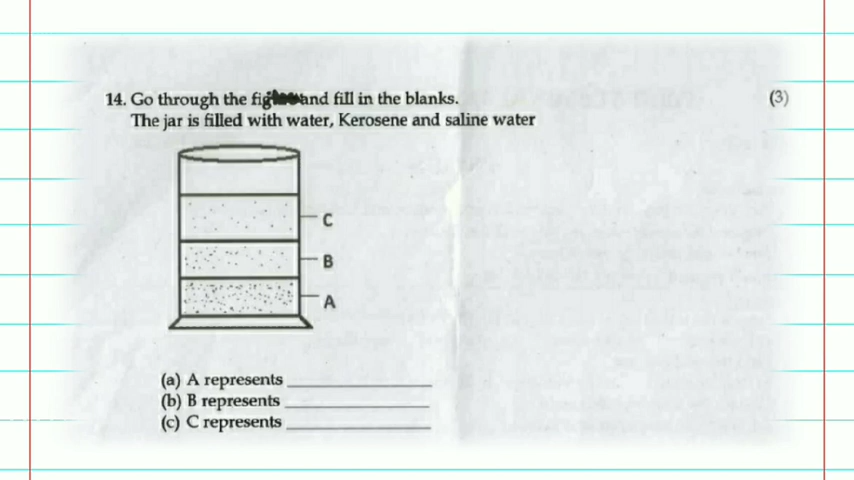 14. Go through the and fill in the blanks. (3)
The jar is filled with water, Kerosene and saline water
C
B
A
(a) A represents
(b) B represents
(c) C represents